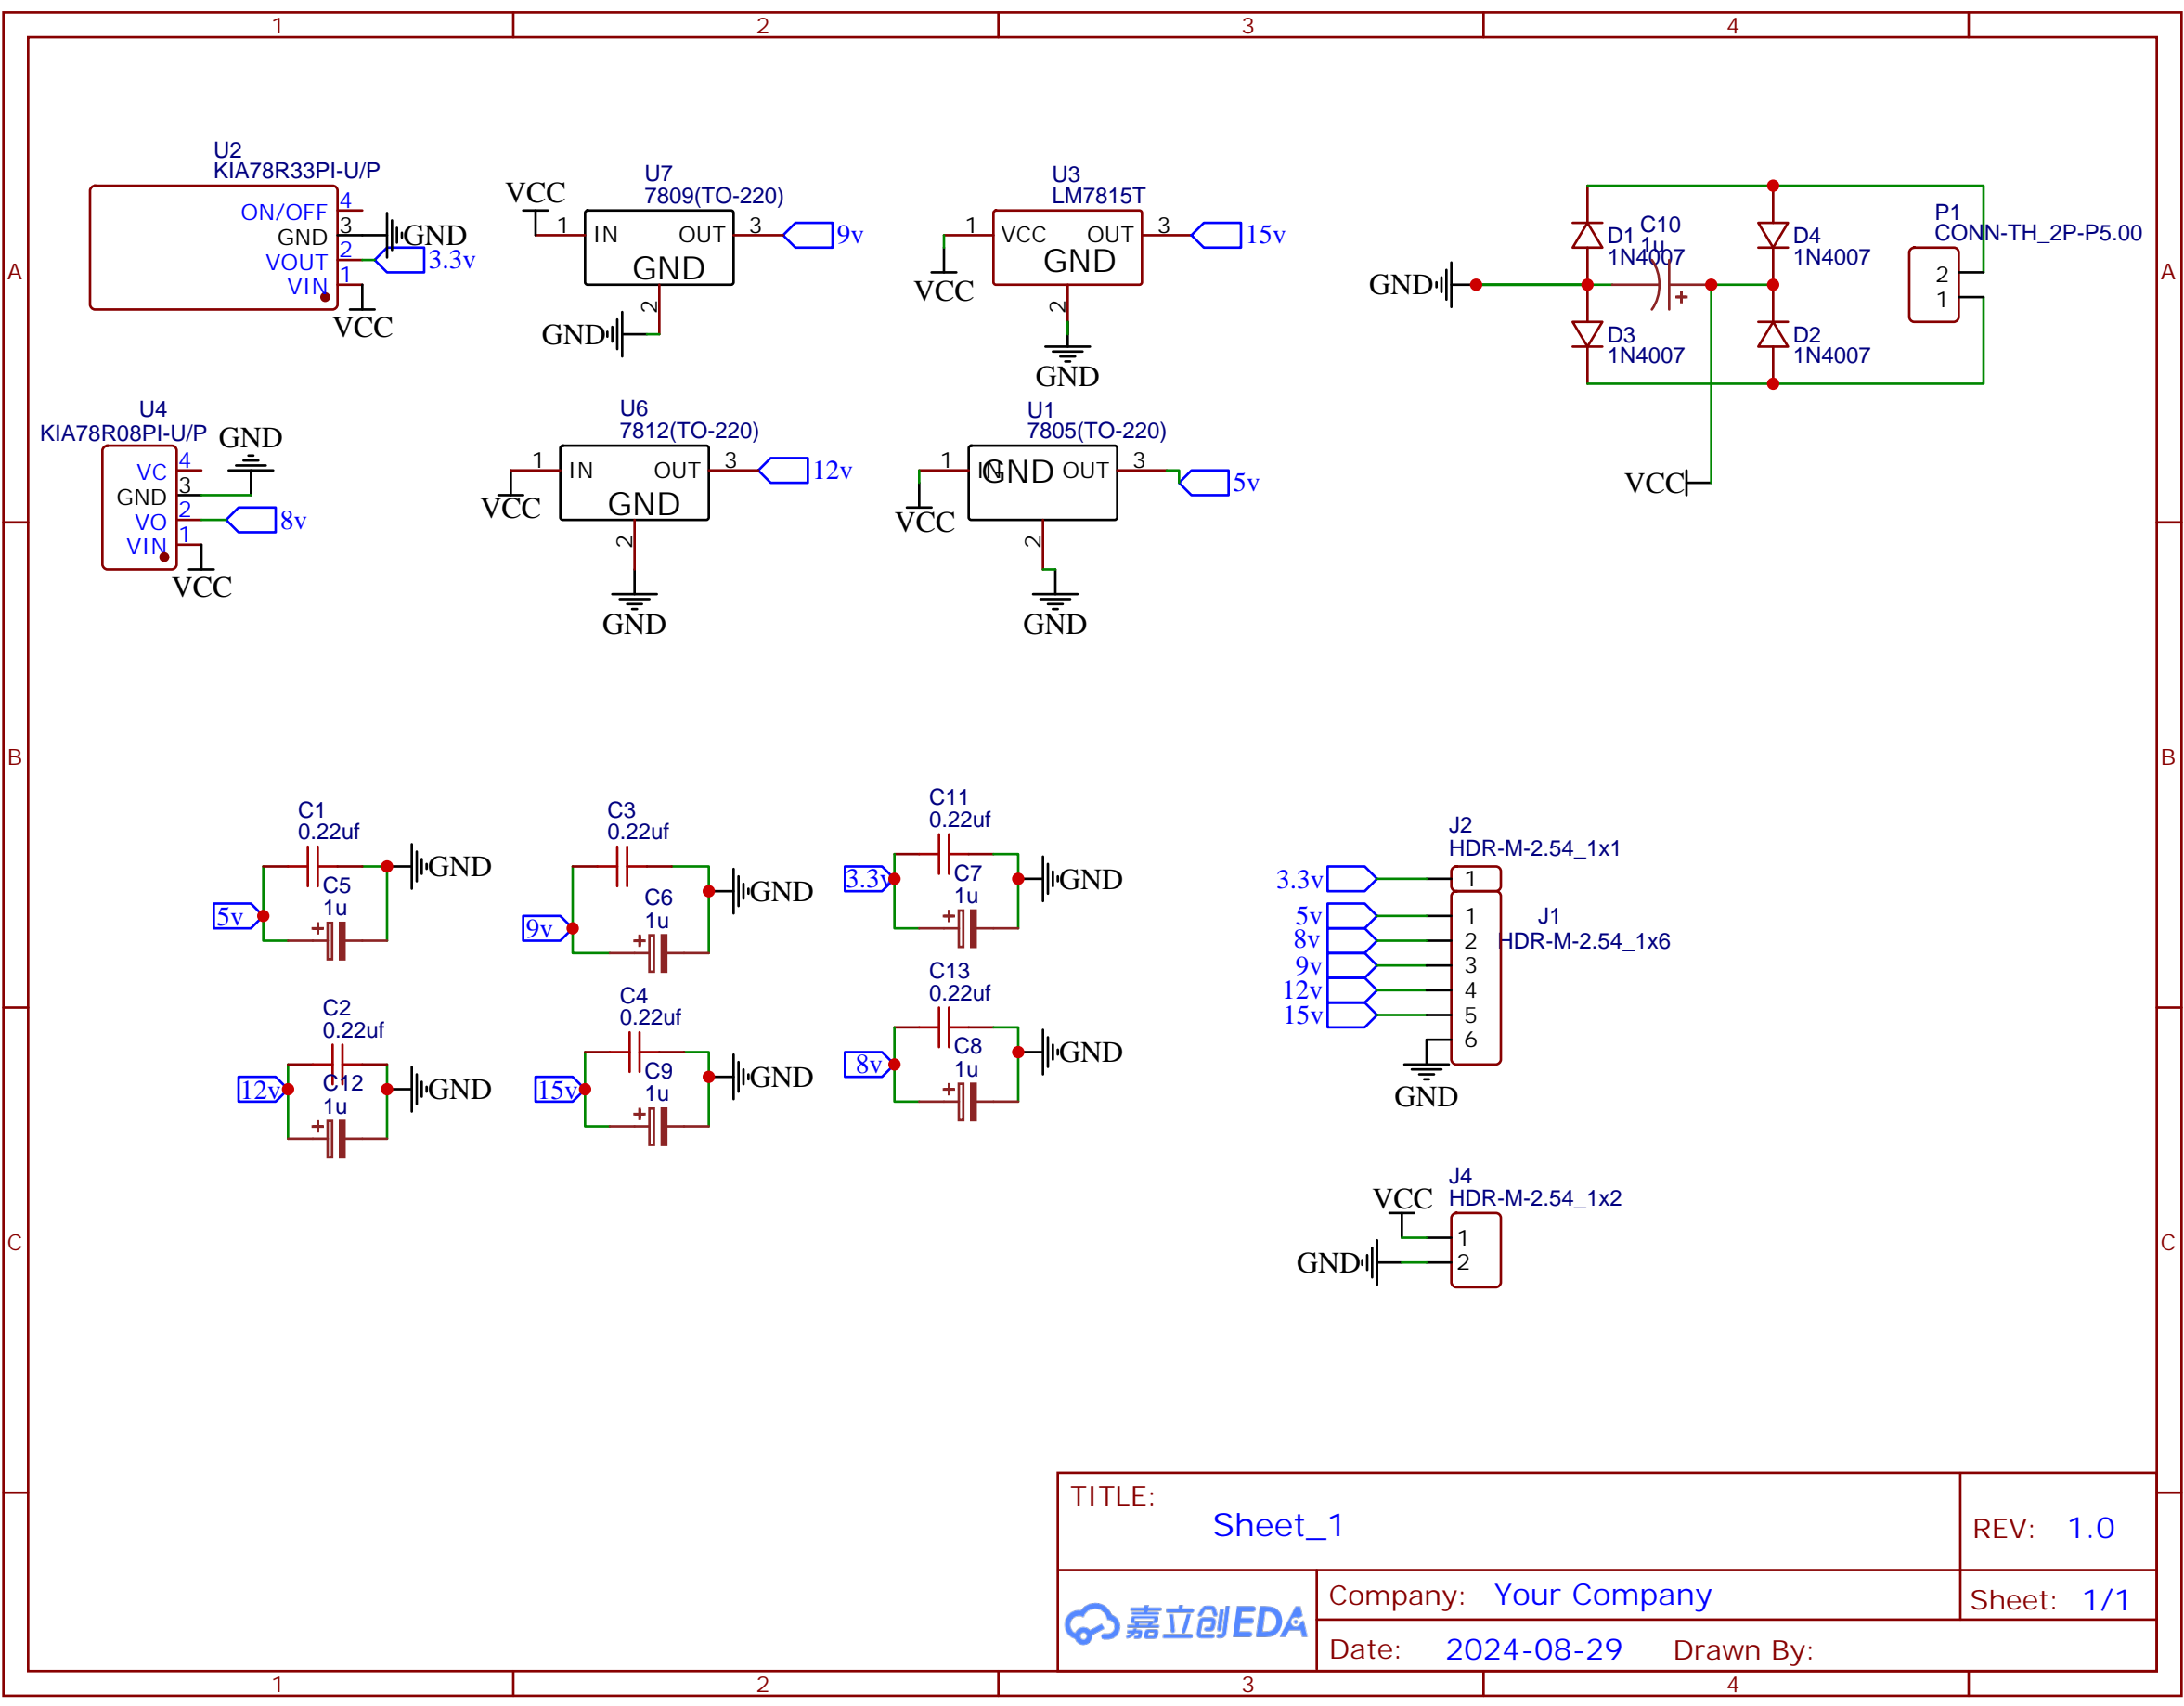 1
2
3
4
A
A
B
B
C
C
U2
KIA78R33PI-U/P
ON/OFF
4
GND
3
GND
VOUT
2
3.3v
VIN
1
VCC
U7
7809(TO-220)
VCC
1
IN
OUT
3
9v
GND
2
GND
U3
LM7815T
1
VCC
OUT
3
15v
GND
VCC
2
GND
D1
1N4007
C10
1u
D4
1N4007
GND
D3
1N4007
D2
1N4007
VCC
P1
CONN-TH_2P-P5.00
2
1
U4
KIA78R08PI-U/P
GND
VC
4
GND
3
VO
2
8v
VIN
1
VCC
U6
7812(TO-220)
1
IN
OUT
3
12v
VCC
GND
2
GND
U1
7805(TO-220)
1
IN
GND
OUT
3
5v
VCC
2
GND
C1
0.22uf
GND
C5
1u
5v
C3
0.22uf
GND
C6
1u
9v
C11
0.22uf
3.3v
GND
C7
1u
C2
0.22uf
12v
GND
C12
1u
C4
0.22uf
15v
GND
C9
1u
C13
0.22uf
8v
GND
C8
1u
J2
HDR-M-2.54_1x1
3.3v
1
J1
HDR-M-2.54_1x6
5v
1
8v
2
9v
3
12v
4
15v
5
6
GND
J4
HDR-M-2.54_1x2
VCC
1
GND
2
TITLE:
Sheet_1
REV: 1.0
嘉立创EDA
Company: Your Company
Sheet: 1/1
Date: 2024-08-29 Drawn By:
1
2
3
4